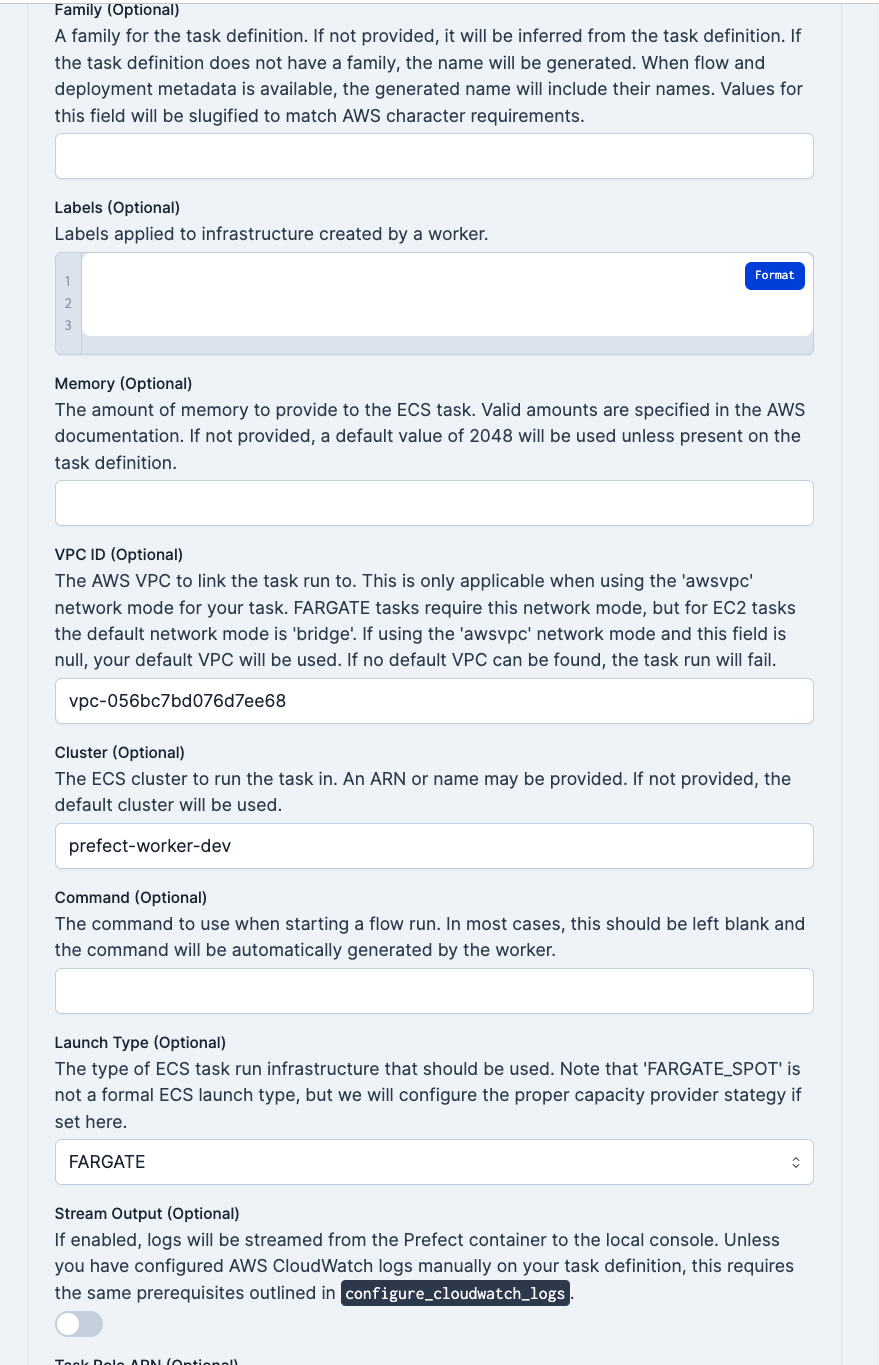 Family (Optional)
A family for the task definition. If not provided, it will be inferred from the task definition. If
the task definition does not have a family, the name will be generated. When flow and
deployment metadata is available, the generated name will include their names. Values for
this field will be slugified to match AWS character requirements.
Labels (Optional)
Labels applied to infrastructure created by a worker.
Format
1
2
3
Memory (Optional)
The amount of memory to provide to the ECS task. Valid amounts are specified in the AWS
documentation. If not provided, a default value of 2048 will be used unless present on the
task definition.
VPC ID (Optional)
The AWS VPC to link the task run to. This is only applicable when using the 'awsvpc'
network mode for your task. FARGATE tasks require this network mode, but for EC2 tasks
the default network mode is 'bridge'. If using the 'awsvpc' network mode and this field is
null, your default VPC will be used. If no default VPC can be found, the task run will fail.
vpc-056bc7bd076d7ee68
Cluster (Optional)
The ECS cluster to run the task in. An ARN or name may be provided. If not provided, the
default cluster will be used.
prefect-worker-dev
Command (Optional)
The command to use when starting a flow run. In most cases, this should be left blank and
the command will be automatically generated by the worker.
Launch Type (Optional)
The type of ECS task run infrastructure that should be used. Note that 'FARGATE_SPOT' is
not a formal ECS launch type, but we will configure the proper capacity provider stategy if
set here.
FARGATE
Stream Output (Optional)
If enabled, logs will be streamed from the Prefect container to the local console. Unless
you have configured AWS CloudWatch logs manually on your task definition, this requires
the same prerequisites outlined in configure_cloudwatch_logs.
Task Role ARN (Optional)